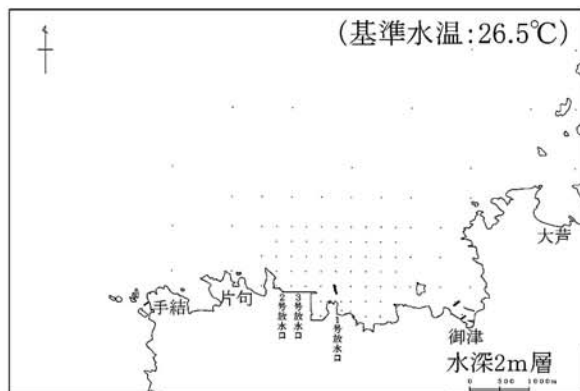 (基準水温:26.5℃)
大芦
手結
片句
2号放水口
3号放水口
1号放水口
御津
水深2m層
0 500 1000m